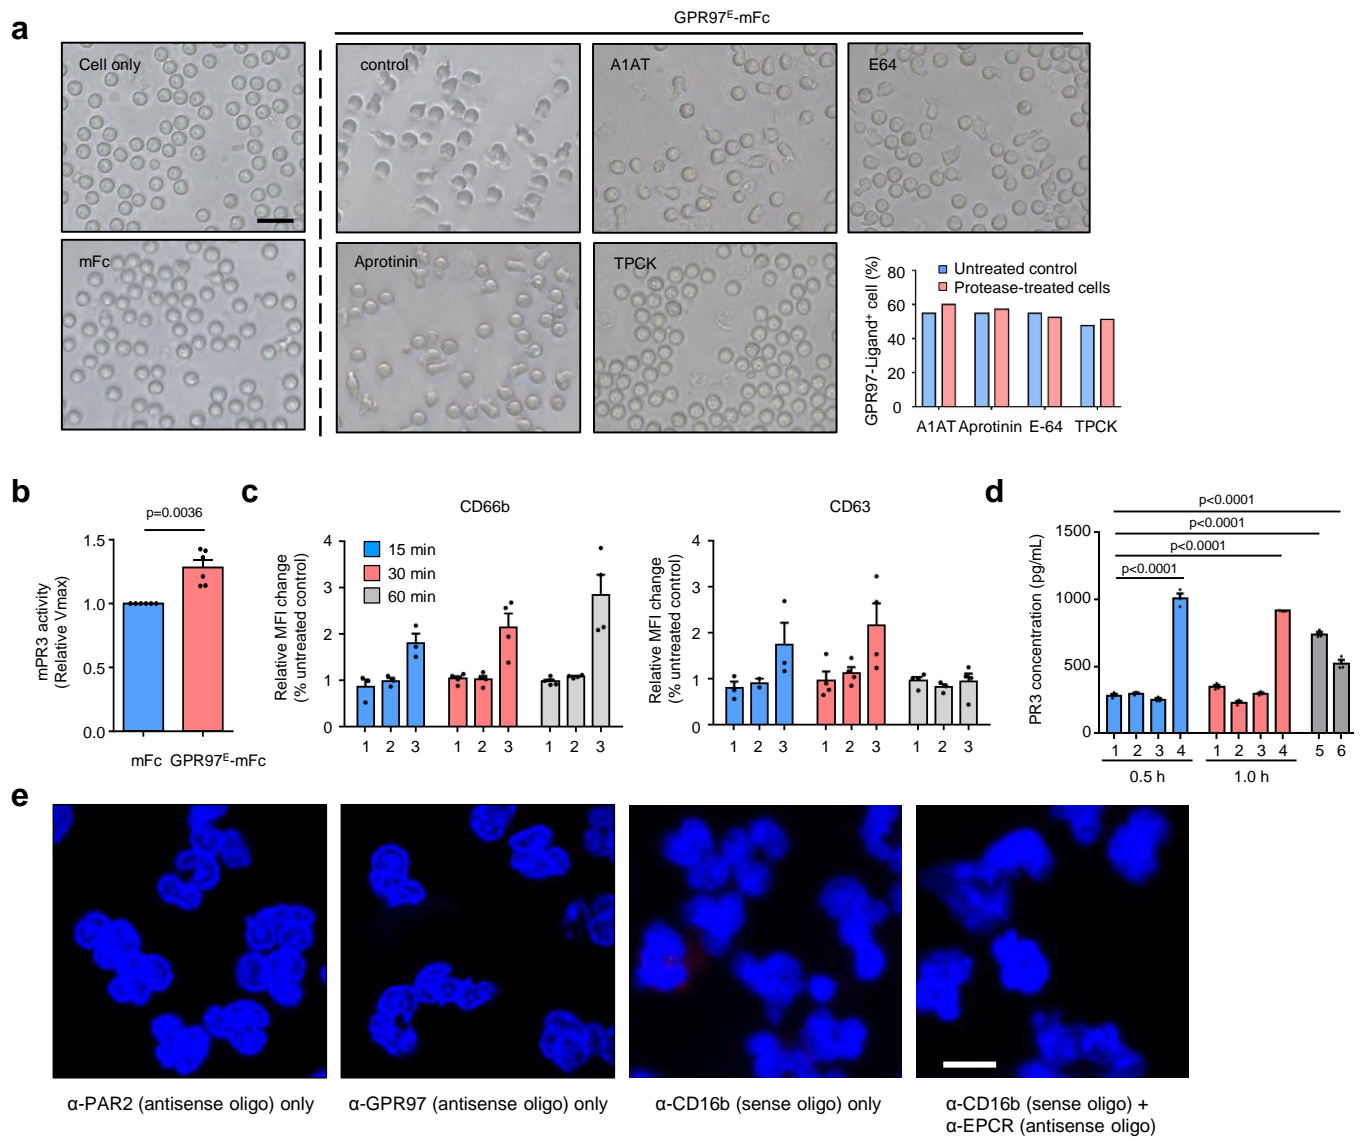 a
GPR97E-mFc
Cell only
control
A1AT
E64
mFc
Aprotinin
TPCK
GPR97-Ligand+ cell (%)
80
60
40
20
0
Untreated control
Protease-treated cells
A1AT Aprotinin E-64 TPCK
b
p=0.0036
mPR3 activity
(Relative Vmax)
1.5
1.0
0.5
0.0
mFc GPR97E-mFc
c
CD66b
Relative MFI change
(% untreated control)
4
3
2
1
0
15 min
30 min
60 min
1 2 3 1 2 3 1 2 3
CD63
Relative MFI change
(% untreated control)
4
3
2
1
0
1 2 3 1 2 3 1 2 3
d
p<0.0001
p<0.0001
p<0.0001
p<0.0001
PR3 concentration (pg/mL)
1500
1000
500
0
1 2 3 4 1 2 3 4 5 6
0.5 h 1.0 h
e
α-PAR2 (antisense oligo) only
α-GPR97 (antisense oligo) only
α-CD16b (sense oligo) only
α-CD16b (sense oligo) +
α-EPCR (antisense oligo)